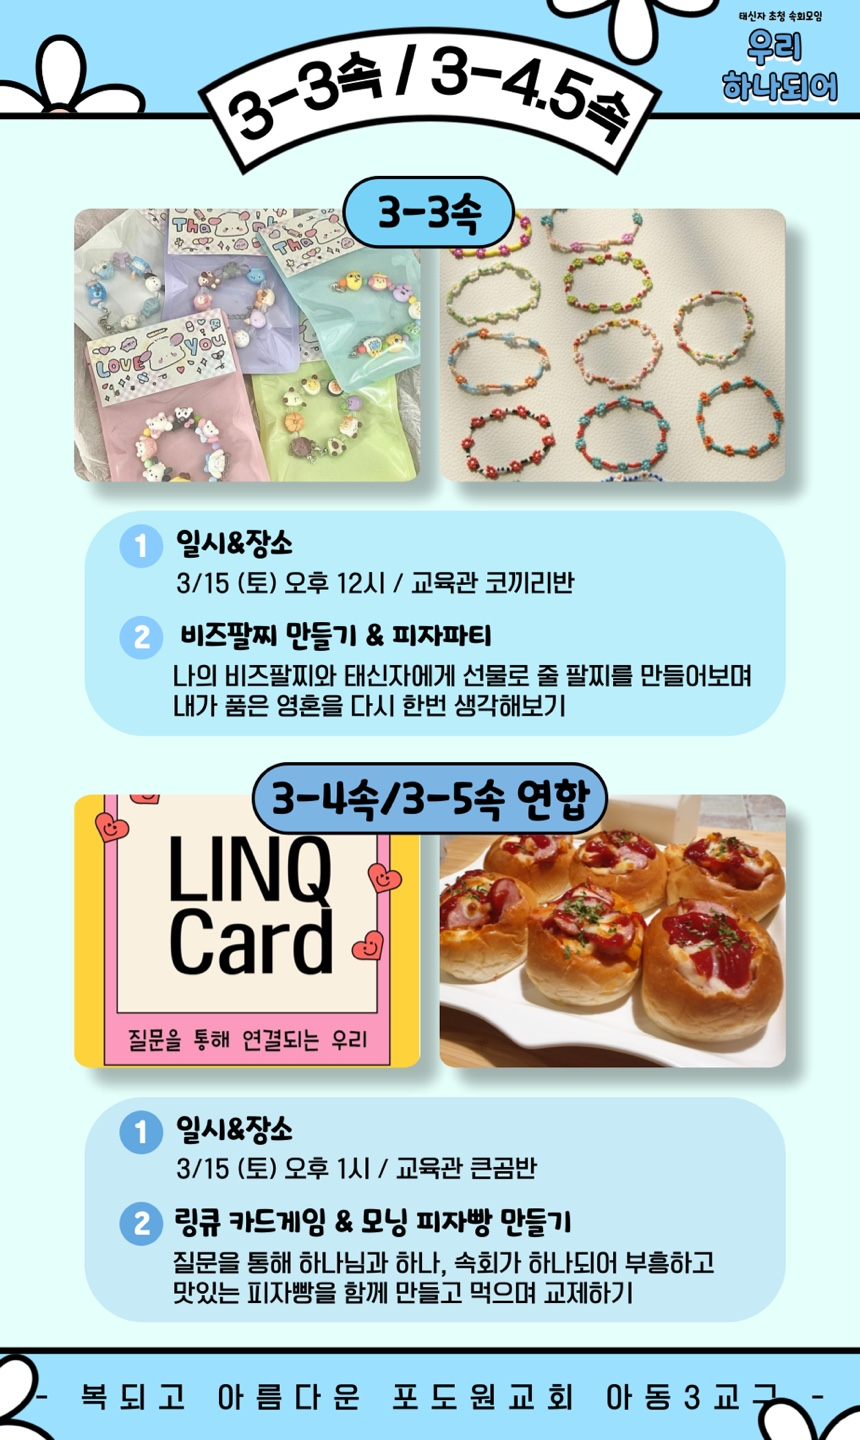 태신자 초청 속회모임
우리
하나되어
3-3속 / 3-4.5속
3-3속
Tha
Tha
LOVE YOU
1 일시&장소
3/15 (토) 오후 12시 / 교육관 코끼리반
2 비즈팔찌 만들기 & 피자파티
나의 비즈팔찌와 태신자에게 선물로 줄 팔찌를 만들어보며
내가 품은 영혼을 다시 한번 생각해보기
3-4속/3-5속 연합
LINQ
Card
질문을 통해 연결되는 우리
1 일시&장소
3/15 (토) 오후 1시 / 교육관 큰곰반
2 링큐 카드게임 & 모닝 피자빵 만들기
질문을 통해 하나님과 하나, 속회가 하나되어 부흥하고
맛있는 피자빵을 함께 만들고 먹으며 교제하기
- 복되고 아름다운 포도원교회 아동3교구 -